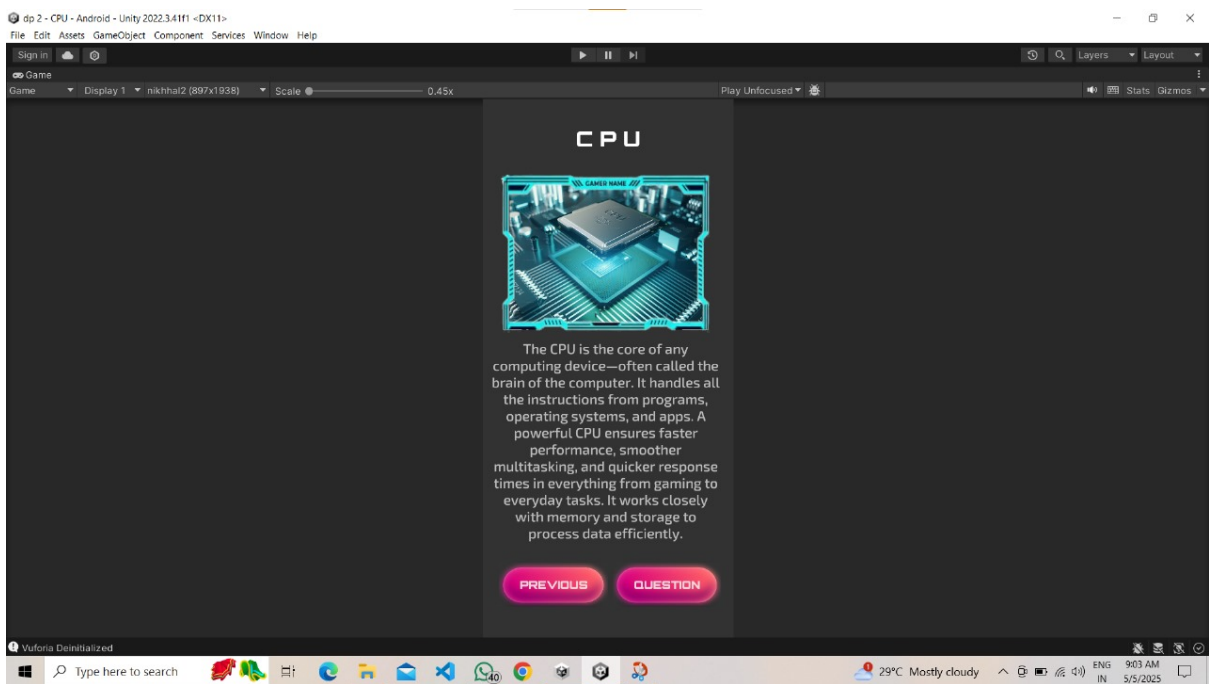 dp 2 - CPU - Android - Unity 2022.3.41f1 <DX11>
File Edit Assets GameObject Component Services Window Help
Sign in Layers Layout
Game
Game Display 1 nikhhal2 (897x1938) Scale 0.45x Play Unfocused Stats Gizmos
CPU
GAMER NAME
CPU
The CPU is the core of any
computing device—often called the
brain of the computer. It handles all
the instructions from programs,
operating systems, and apps. A
powerful CPU ensures faster
performance, smoother
multitasking, and quicker response
times in everything from gaming to
everyday tasks. It works closely
with memory and storage to
process data efficiently.
PREVIOUS QUESTION
Vuforia Deinitialized
Type here to search 40 29°C Mostly cloudy ENG 9:03 AM
IN 5/5/2025